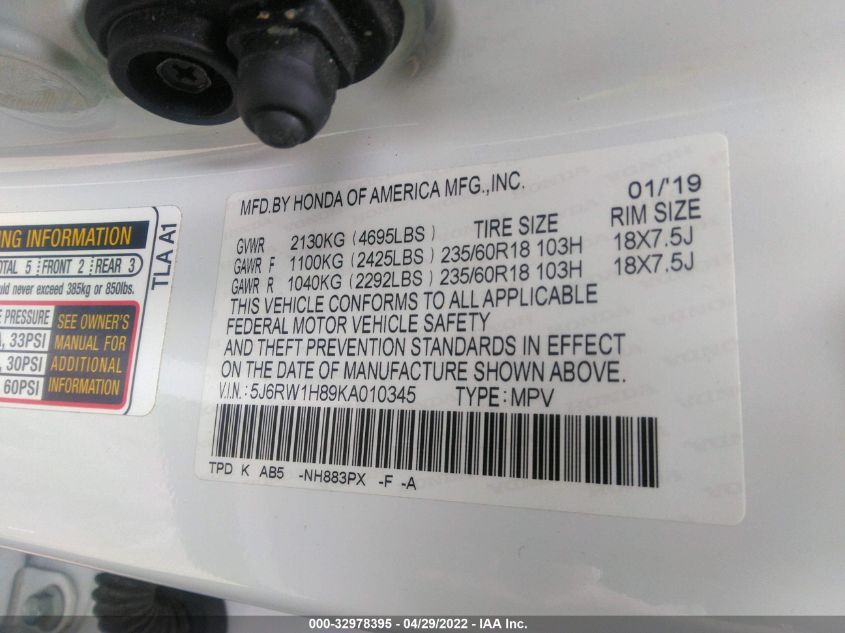 MFD.BY HONDA OF AMERICA MFG.,INC. 01/'19
GVWR 2130KG (4695LBS) TIRE SIZE RIM SIZE
GAWR F 1100KG (2425LBS) 235/60R18 103H 18X7.5J
GAWR R 1040KG (2292LBS) 235/60R18 103H 18X7.5J
THIS VEHICLE CONFORMS TO ALL APPLICABLE
FEDERAL MOTOR VEHICLE SAFETY
AND THEFT PREVENTION STANDARDS IN EFFECT
ON THE DATE OF MANUFACTURE SHOWN ABOVE.
V.I.N.: 5J6RW1H89KA010345 TYPE: MPV
TPD K AB5 -NH883PX -F -A
TLA A1
INFORMATION
5 FRONT 2 REAR 3
never exceed 385kg or 850lbs.
PRESSURE
33PSI
30PSI
60PSI
SEE OWNER'S
MANUAL FOR
ADDITIONAL
INFORMATION
000-32978395 - 04/29/2022 - IAA Inc.